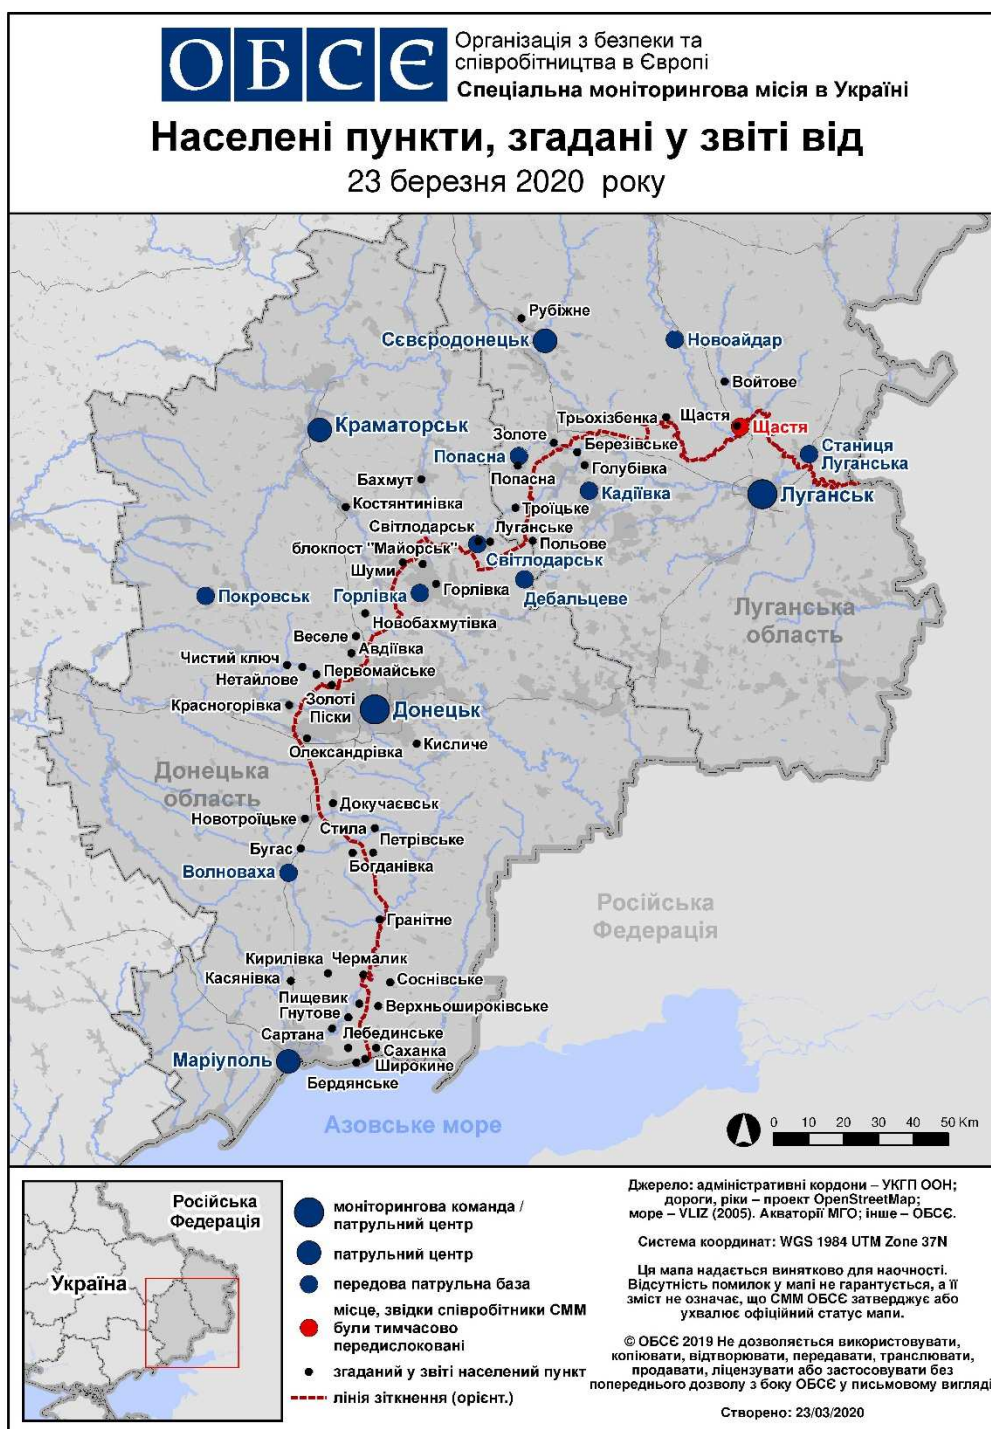 ОБСЄ
Організація з безпеки та
співробітництва в Європі
Спеціальна моніторингова місія в Україні
Населені пункти, згадані у звіті від
23 березня 2020 року
Рубіжне
Сєвєродонецьк
Новоайдар
Войтове
Краматорськ
Трьохізбенка
Щастя
Щастя
Золоте
Березівське
Станиця
Луганська
Попасна
Голубівка
Попасна
Бахмут
Кадіївка
Луганськ
Костянтинівка
Троїцьке
Світлодарськ
Луганське
Польове
блокпост "Майорськ"
Світлодарськ
Шуми
Горлівка
Горлівка
Дебальцеве
Покровськ
Луганська
область
Новобахмутівка
Веселе
Авдіївка
Чистий ключ
Нетайлове
Первомайське
Золоті
Піски
Красногорівка
Донецьк
Олександрівка
Кисличе
Донецька
область
Докучаєвськ
Новотроїцьке
Стила
Петрівське
Бугас
Богданівка
Волноваха
Гранітне
Російська
Федерація
Кирилівка
Чермалик
Касянівка
Соснівське
Пищевик
Гнутове
Верхньошироківське
Сартана
Лебединське
Саханка
Маріуполь
Широкине
Бердянське
Азовське море
0 10 20 30 40 50 Km
Російська
Федерація
Україна
моніторингова команда /
патрульний центр
патрульний центр
передова патрульна база
місце, звідки співробітники СММ
були тимчасово
передислоковані
згаданий у звіті населений пункт
лінія зіткнення (орієнт.)
Джерело: адміністративні кордони – УКГП ООН;
дороги, ріки – проект OpenStreetMap;
море – VLIZ (2005). Акваторії МГО; інше – ОБСЄ.
Система координат: WGS 1984 UTM Zone 37N
Ця мапа надається винятково для наочності.
Відсутність помилок у мапі не гарантується, а її
зміст не означає, що СММ ОБСЄ затверджує або
ухвалює офіційний статус мапи.
© ОБСЄ 2019 Не дозволяється використовувати,
копіювати, відтворювати, передавати, транслювати,
продавати, ліцензувати або застосовувати без
попереднього дозволу з боку ОБСЄ у письмовому вигляді
Створено: 23/03/2020